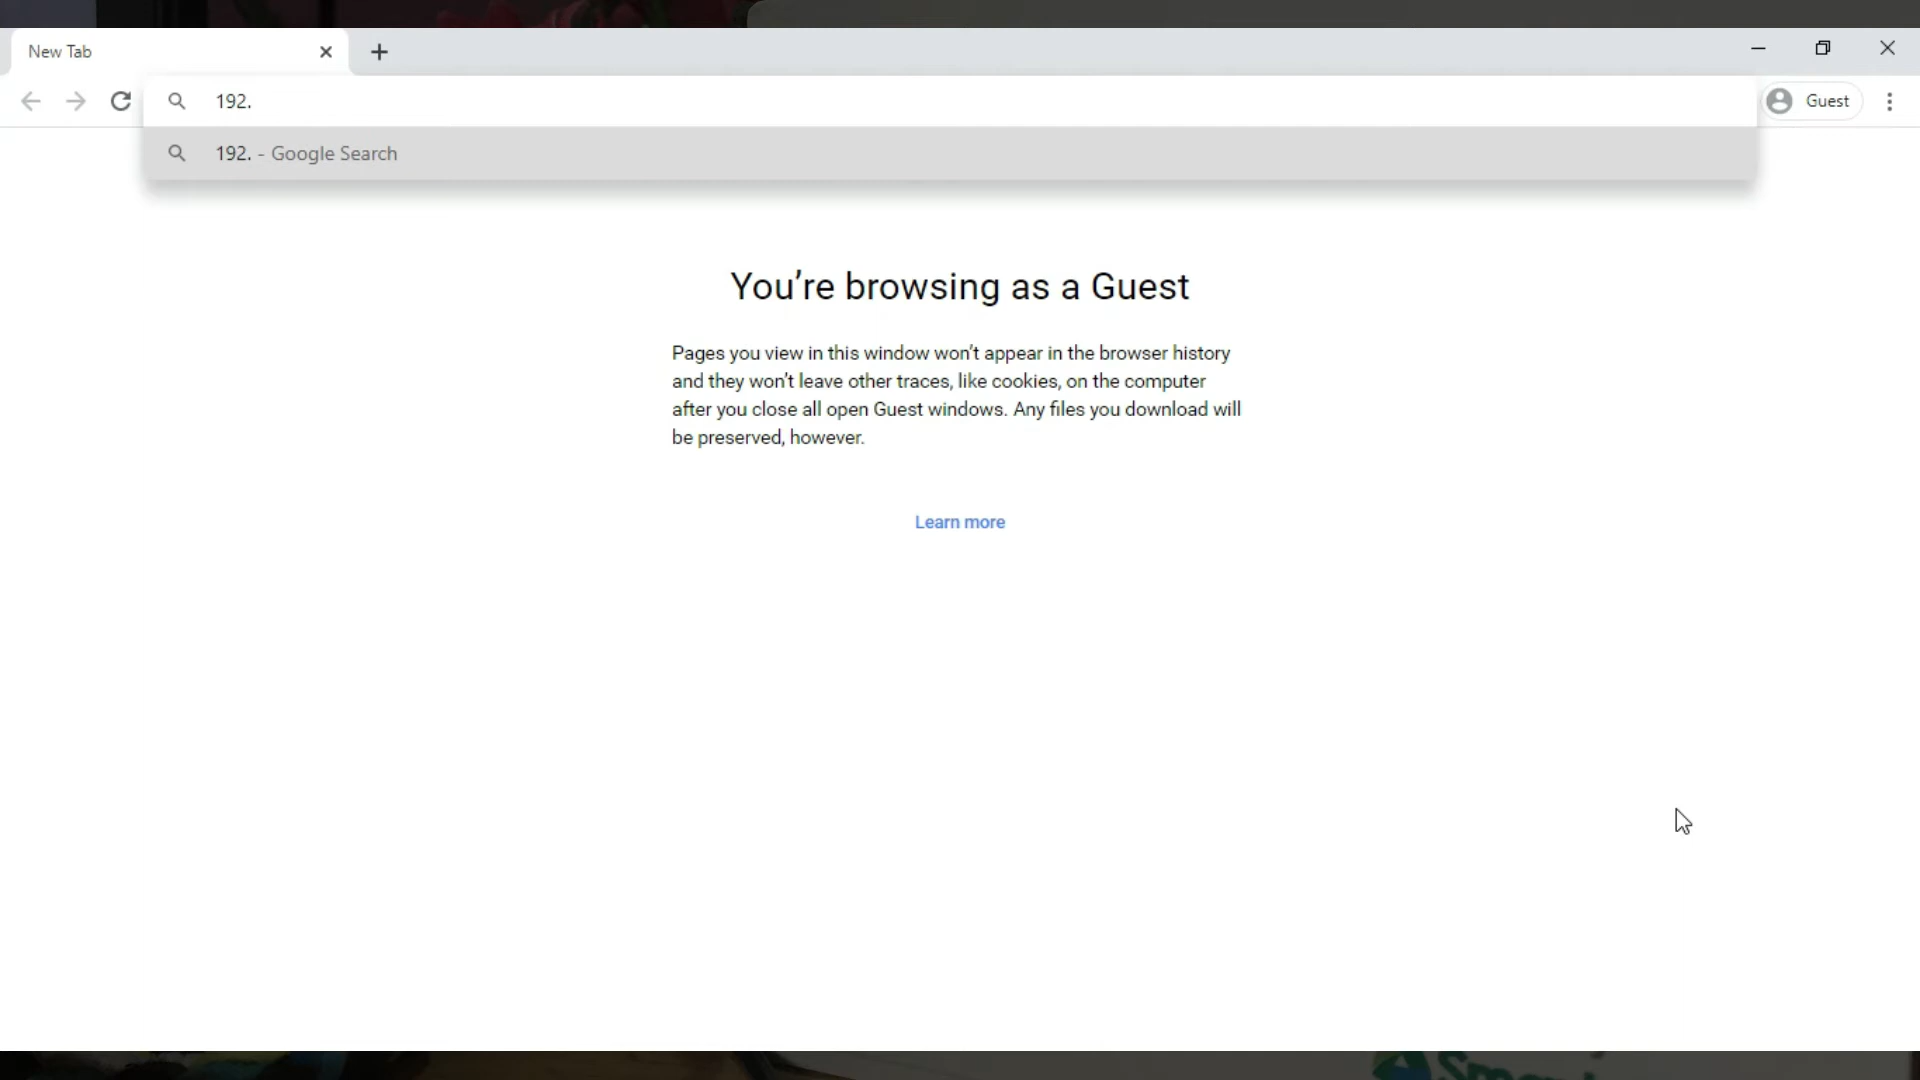 New Tab
192.
Guest
192. - Google Search
You're browsing as a Guest
Pages you view in this window won't appear in the browser history
and they won't leave other traces, like cookies, on the computer
after you close all open Guest windows. Any files you download will
be preserved, however.
Learn more